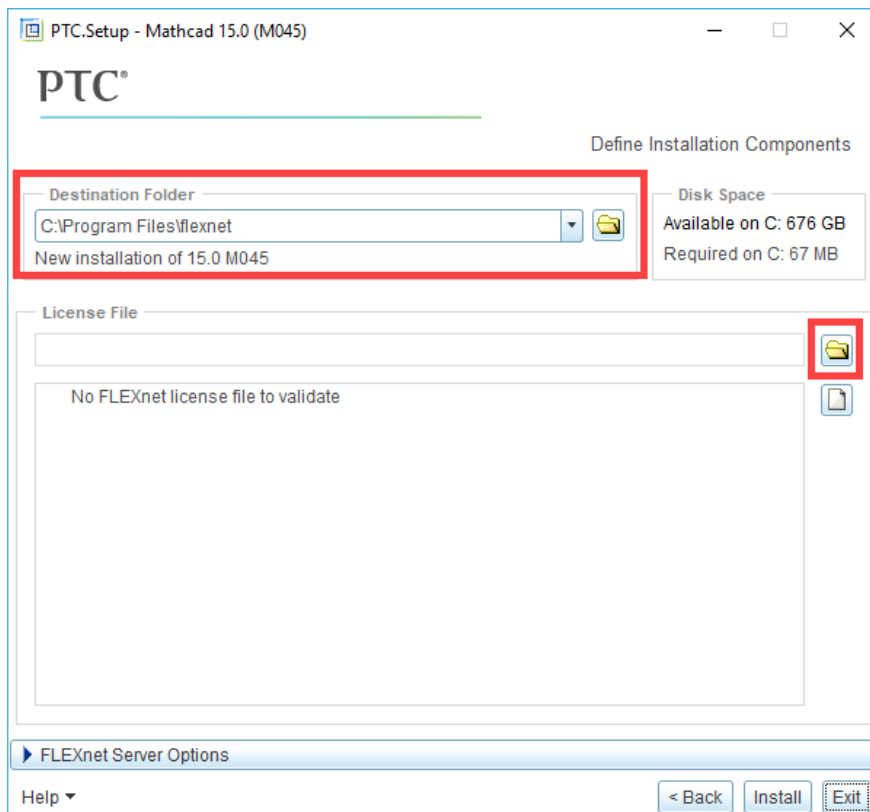 PTC.Setup - Mathcad 15.0 (M045)
PTC®
Define Installation Components
Destination Folder
C:\Program Files\flexnet
New installation of 15.0 M045
Disk Space
Available on C: 676 GB
Required on C: 67 MB
License File
No FLEXnet license file to validate
FLEXnet Server Options
Help
< Back
Install
Exit